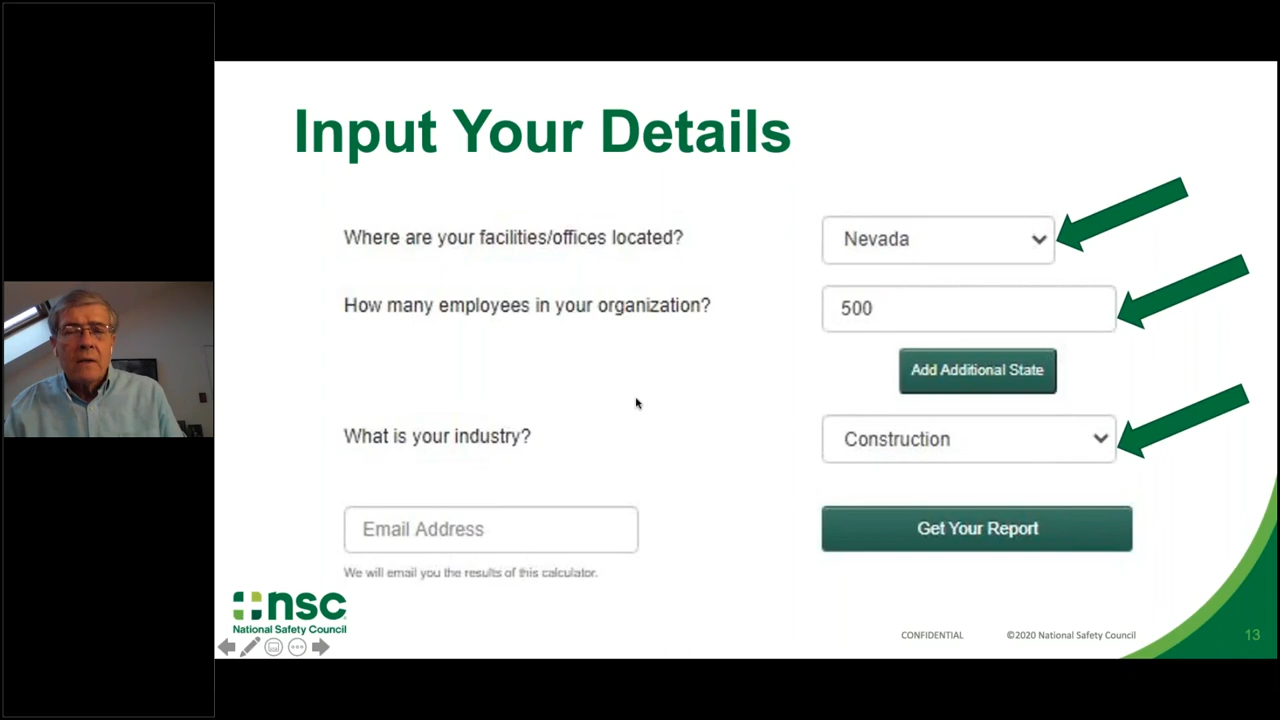 Input Your Details
Where are your facilities/offices located?
Nevada
How many employees in your organization?
500
Add Additional State
What is your industry?
Construction
Email Address
Get Your Report
We will email you the results of this calculator.
nsc
National Safety Council
CONFIDENTIAL
©2020 National Safety Council
13